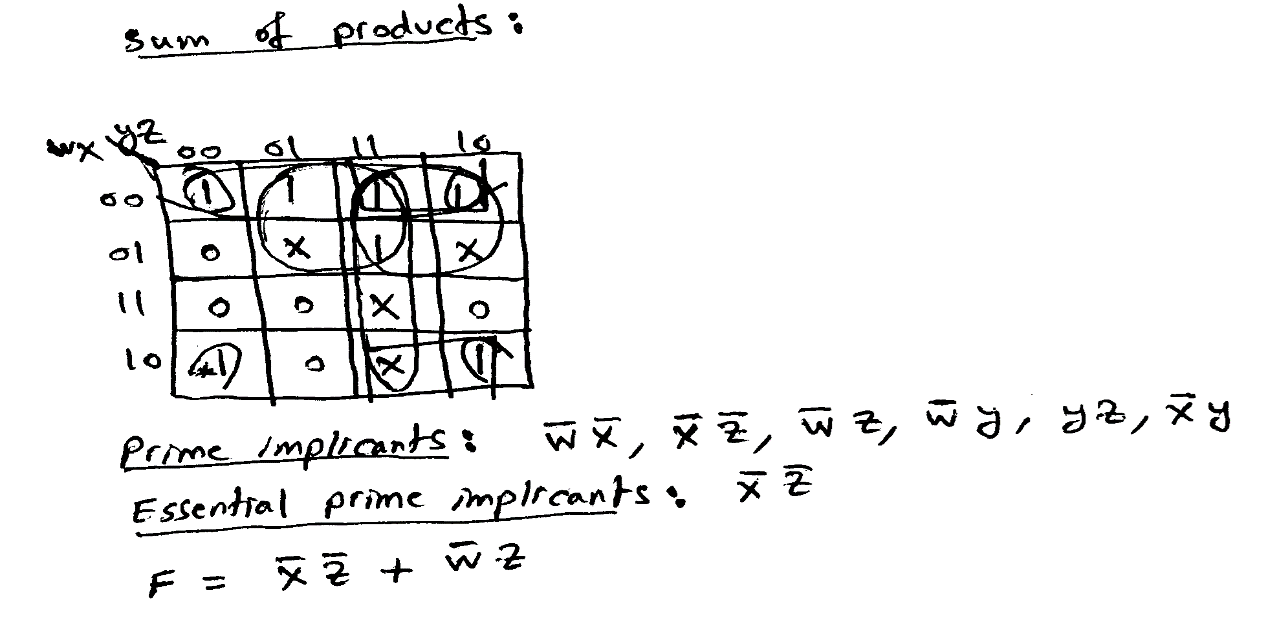 sum of products:
wx yz 00 01 11 10
00 1 1 1 1
01 0 x 1 x
11 0 0 x 0
10 1 0 x 1
Prime implicants: w̅ x̅, x̅ z̅, w̅ z, w̅ y, yz, x̅ y
Essential prime implicants: x̅ z̅
F = x̅ z̅ + w̅ z